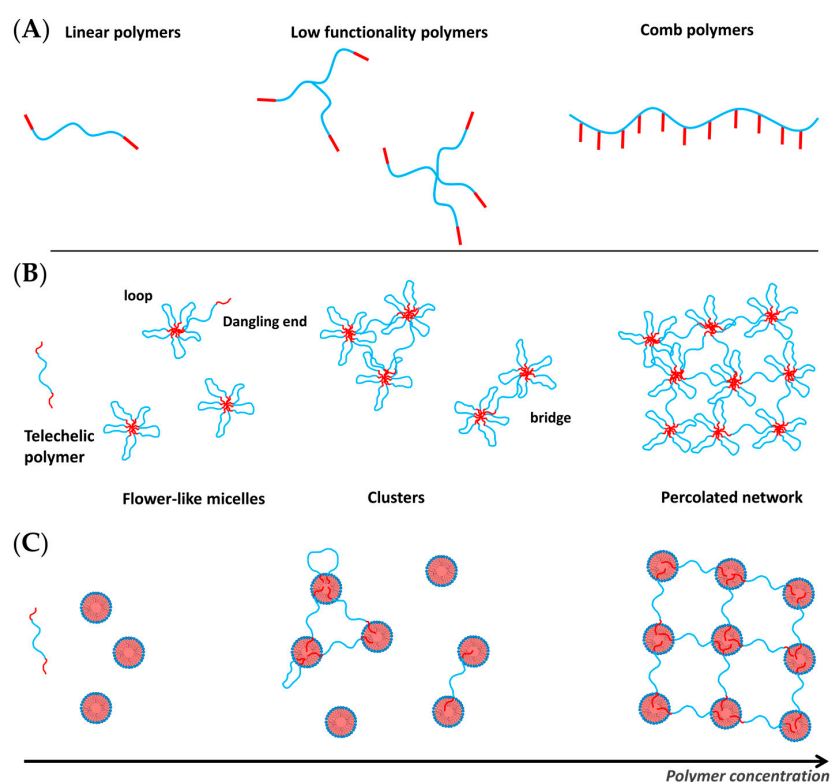 (A)
Linear polymers
Low functionality polymers
Comb polymers
(B)
loop
Dangling end
bridge
Telechelic
polymer
Flower-like micelles
Clusters
Percolated network
(C)
Polymer concentration